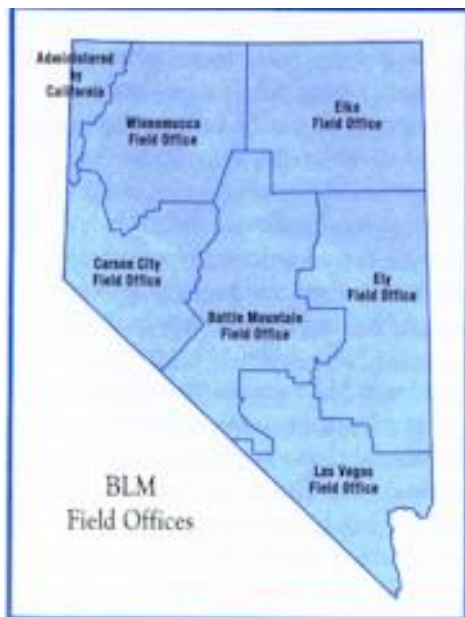 Administered
by
California
Winnemucca
Field Office
Elko
Field Office
Carson City
Field Office
Ely
Field Office
Battle Mountain
Field Office
Las Vegas
Field Office
BLM
Field Offices